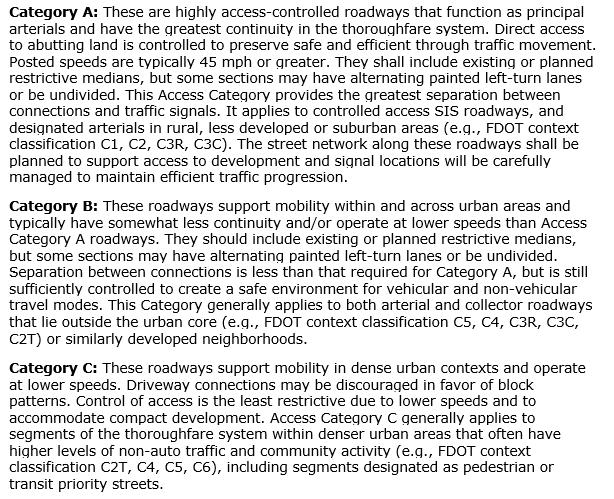 Category A: These are highly access-controlled roadways that function as principal
arterials and have the greatest continuity in the thoroughfare system. Direct access
to abutting land is controlled to preserve safe and efficient through traffic movement.
Posted speeds are typically 45 mph or greater. They shall include existing or planned
restrictive medians, but some sections may have alternating painted left-turn lanes
or be undivided. This Access Category provides the greatest separation between
connections and traffic signals. It applies to controlled access SIS roadways, and
designated arterials in rural, less developed or suburban areas (e.g., FDOT context
classification C1, C2, C3R, C3C). The street network along these roadways shall be
planned to support access to development and signal locations will be carefully
managed to maintain efficient traffic progression.
Category B: These roadways support mobility within and across urban areas and
typically have somewhat less continuity and/or operate at lower speeds than Access
Category A roadways. They should include existing or planned restrictive medians,
but some sections may have alternating painted left-turn lanes or be undivided.
Separation between connections is less than that required for Category A, but is still
sufficiently controlled to create a safe environment for vehicular and non-vehicular
travel modes. This Category generally applies to both arterial and collector roadways
that lie outside the urban core (e.g., FDOT context classification C5, C4, C3R, C3C,
C2T) or similarly developed neighborhoods.
Category C: These roadways support mobility in dense urban contexts and operate
at lower speeds. Driveway connections may be discouraged in favor of block
patterns. Control of access is the least restrictive due to lower speeds and to
accommodate compact development. Access Category C generally applies to
segments of the thoroughfare system within denser urban areas that often have
higher levels of non-auto traffic and community activity (e.g., FDOT context
classification C2T, C4, C5, C6), including segments designated as pedestrian or
transit priority streets.